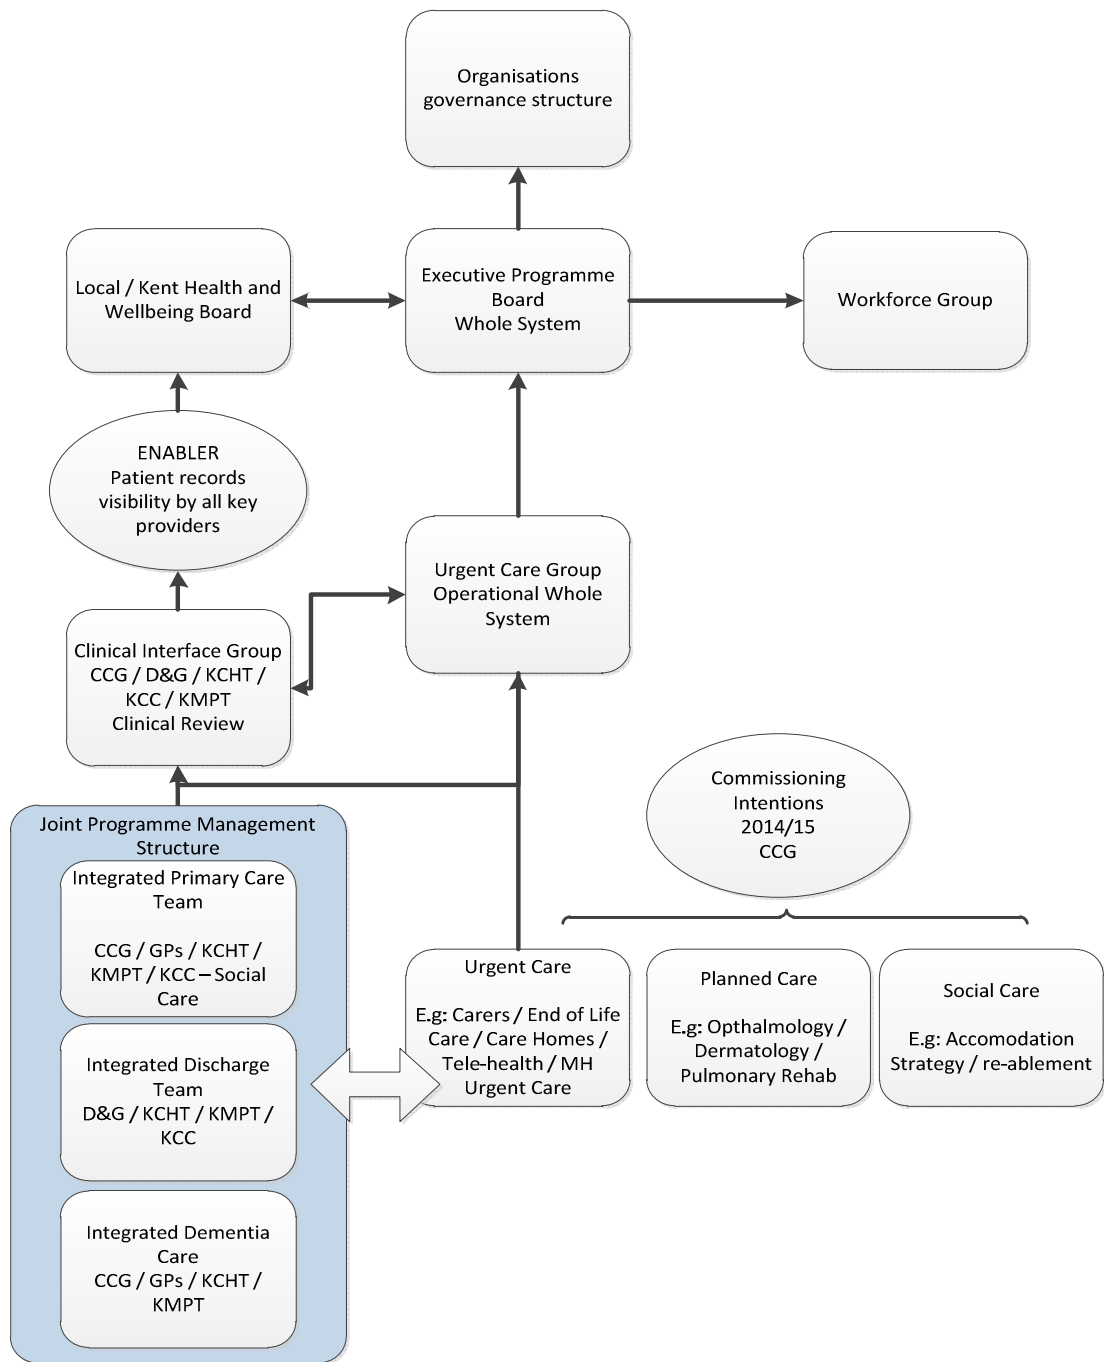 Organisations
governance structure
Local / Kent Health and
Wellbeing Board
Executive Programme
Board
Whole System
Workforce Group
ENABLER
Patient records
visibility by all key
providers
Urgent Care Group
Operational Whole
System
Clinical Interface Group
CCG / D&G / KCHT /
KCC / KMPT
Clinical Review
Commissioning
Intentions
2014/15
CCG
Joint Programme Management
Structure
Integrated Primary Care
Team
CCG / GPs / KCHT /
KMPT / KCC – Social
Care
Integrated Discharge
Team
D&G / KCHT / KMPT /
KCC
Integrated Dementia
Care
CCG / GPs / KCHT /
KMPT
Urgent Care
E.g: Carers / End of Life
Care / Care Homes /
Tele-health / MH
Urgent Care
Planned Care
E.g: Opthalmology /
Dermatology /
Pulmonary Rehab
Social Care
E.g: Accomodation
Strategy / re-ablement